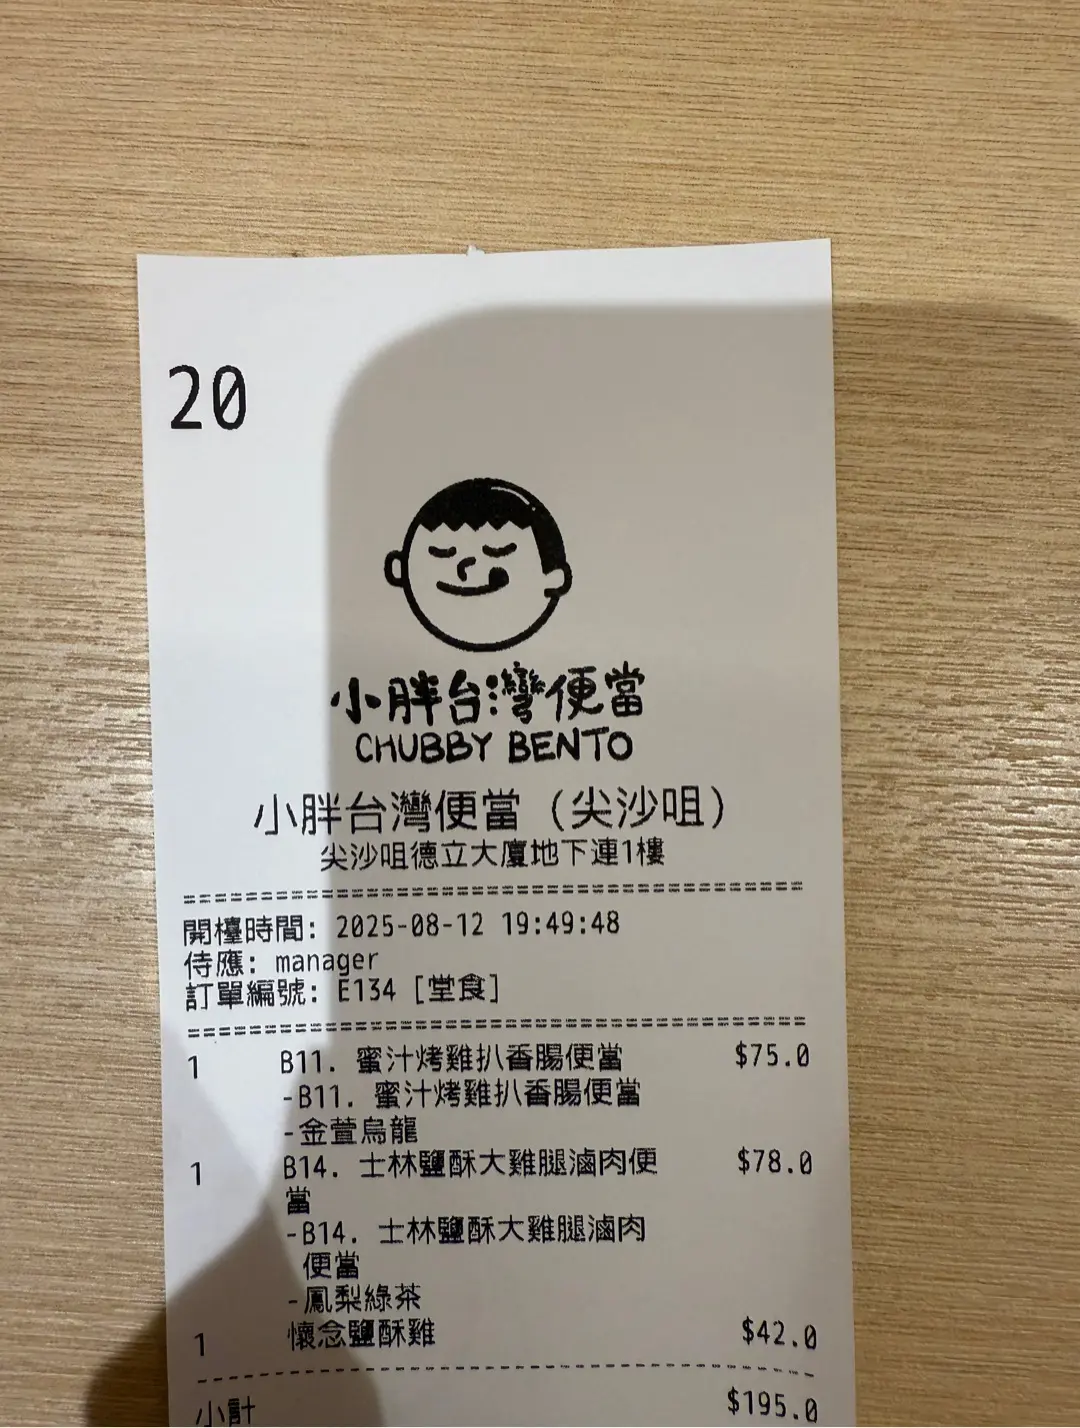 20
小胖台灣便當
CHUBBY BENTO
小胖台灣便當 (尖沙咀)
尖沙咀德立大廈地下連1樓
開檯時間: 2025-08-12 19:49:48
侍應: manager
訂單編號: E134 [堂食]
1 B11. 蜜汁烤雞扒香腸便當 $75.0
-B11. 蜜汁烤雞扒香腸便當
-金萱烏龍
1 B14. 士林鹽酥大雞腿滷肉便 $78.0
當
-B14. 士林鹽酥大雞腿滷肉
便當
-鳳梨綠茶
1 懷念鹽酥雞 $42.0
小計 $195.0